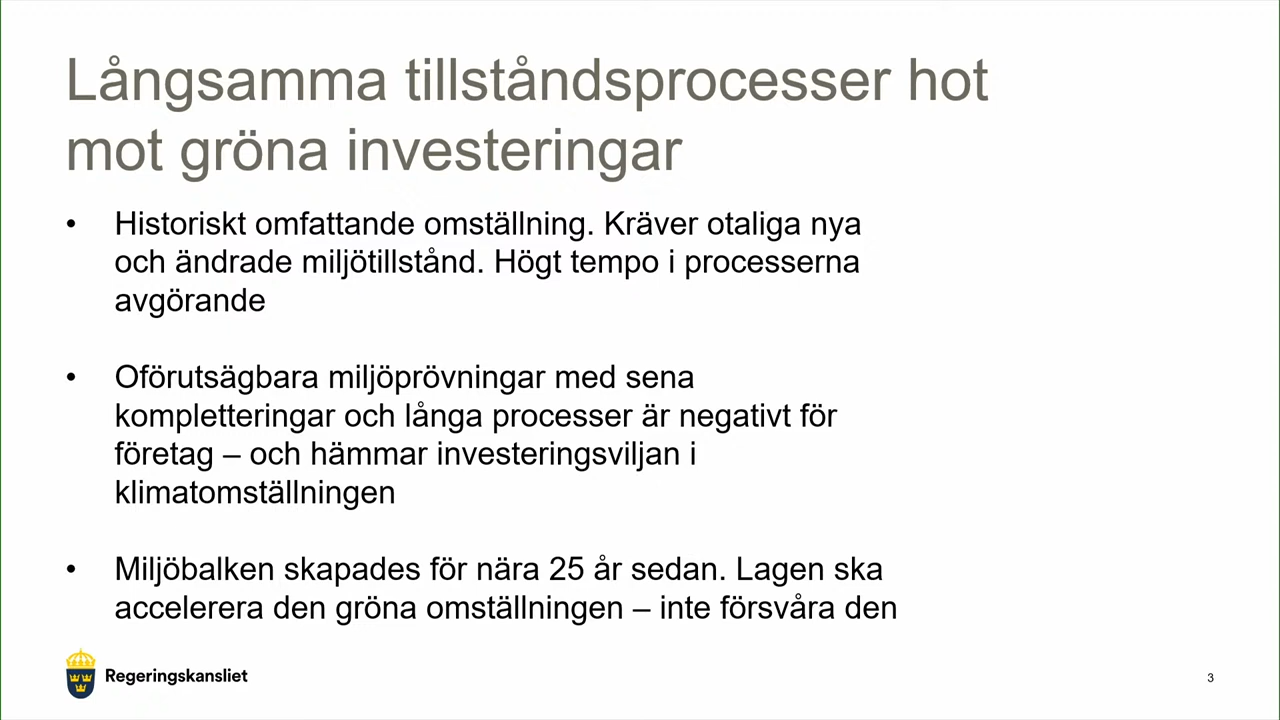 Långsamma tillståndsprocesser hot
mot gröna investeringar
• Historiskt omfattande omställning. Kräver otaliga nya
och ändrade miljötillstånd. Högt tempo i processerna
avgörande
• Oförutsägbara miljöprövningar med sena
kompletteringar och långa processer är negativt för
företag – och hämmar investeringsviljan i
klimatomställningen
• Miljöbalken skapades för nära 25 år sedan. Lagen ska
accelerera den gröna omställningen – inte försvåra den
Regeringskansliet
3